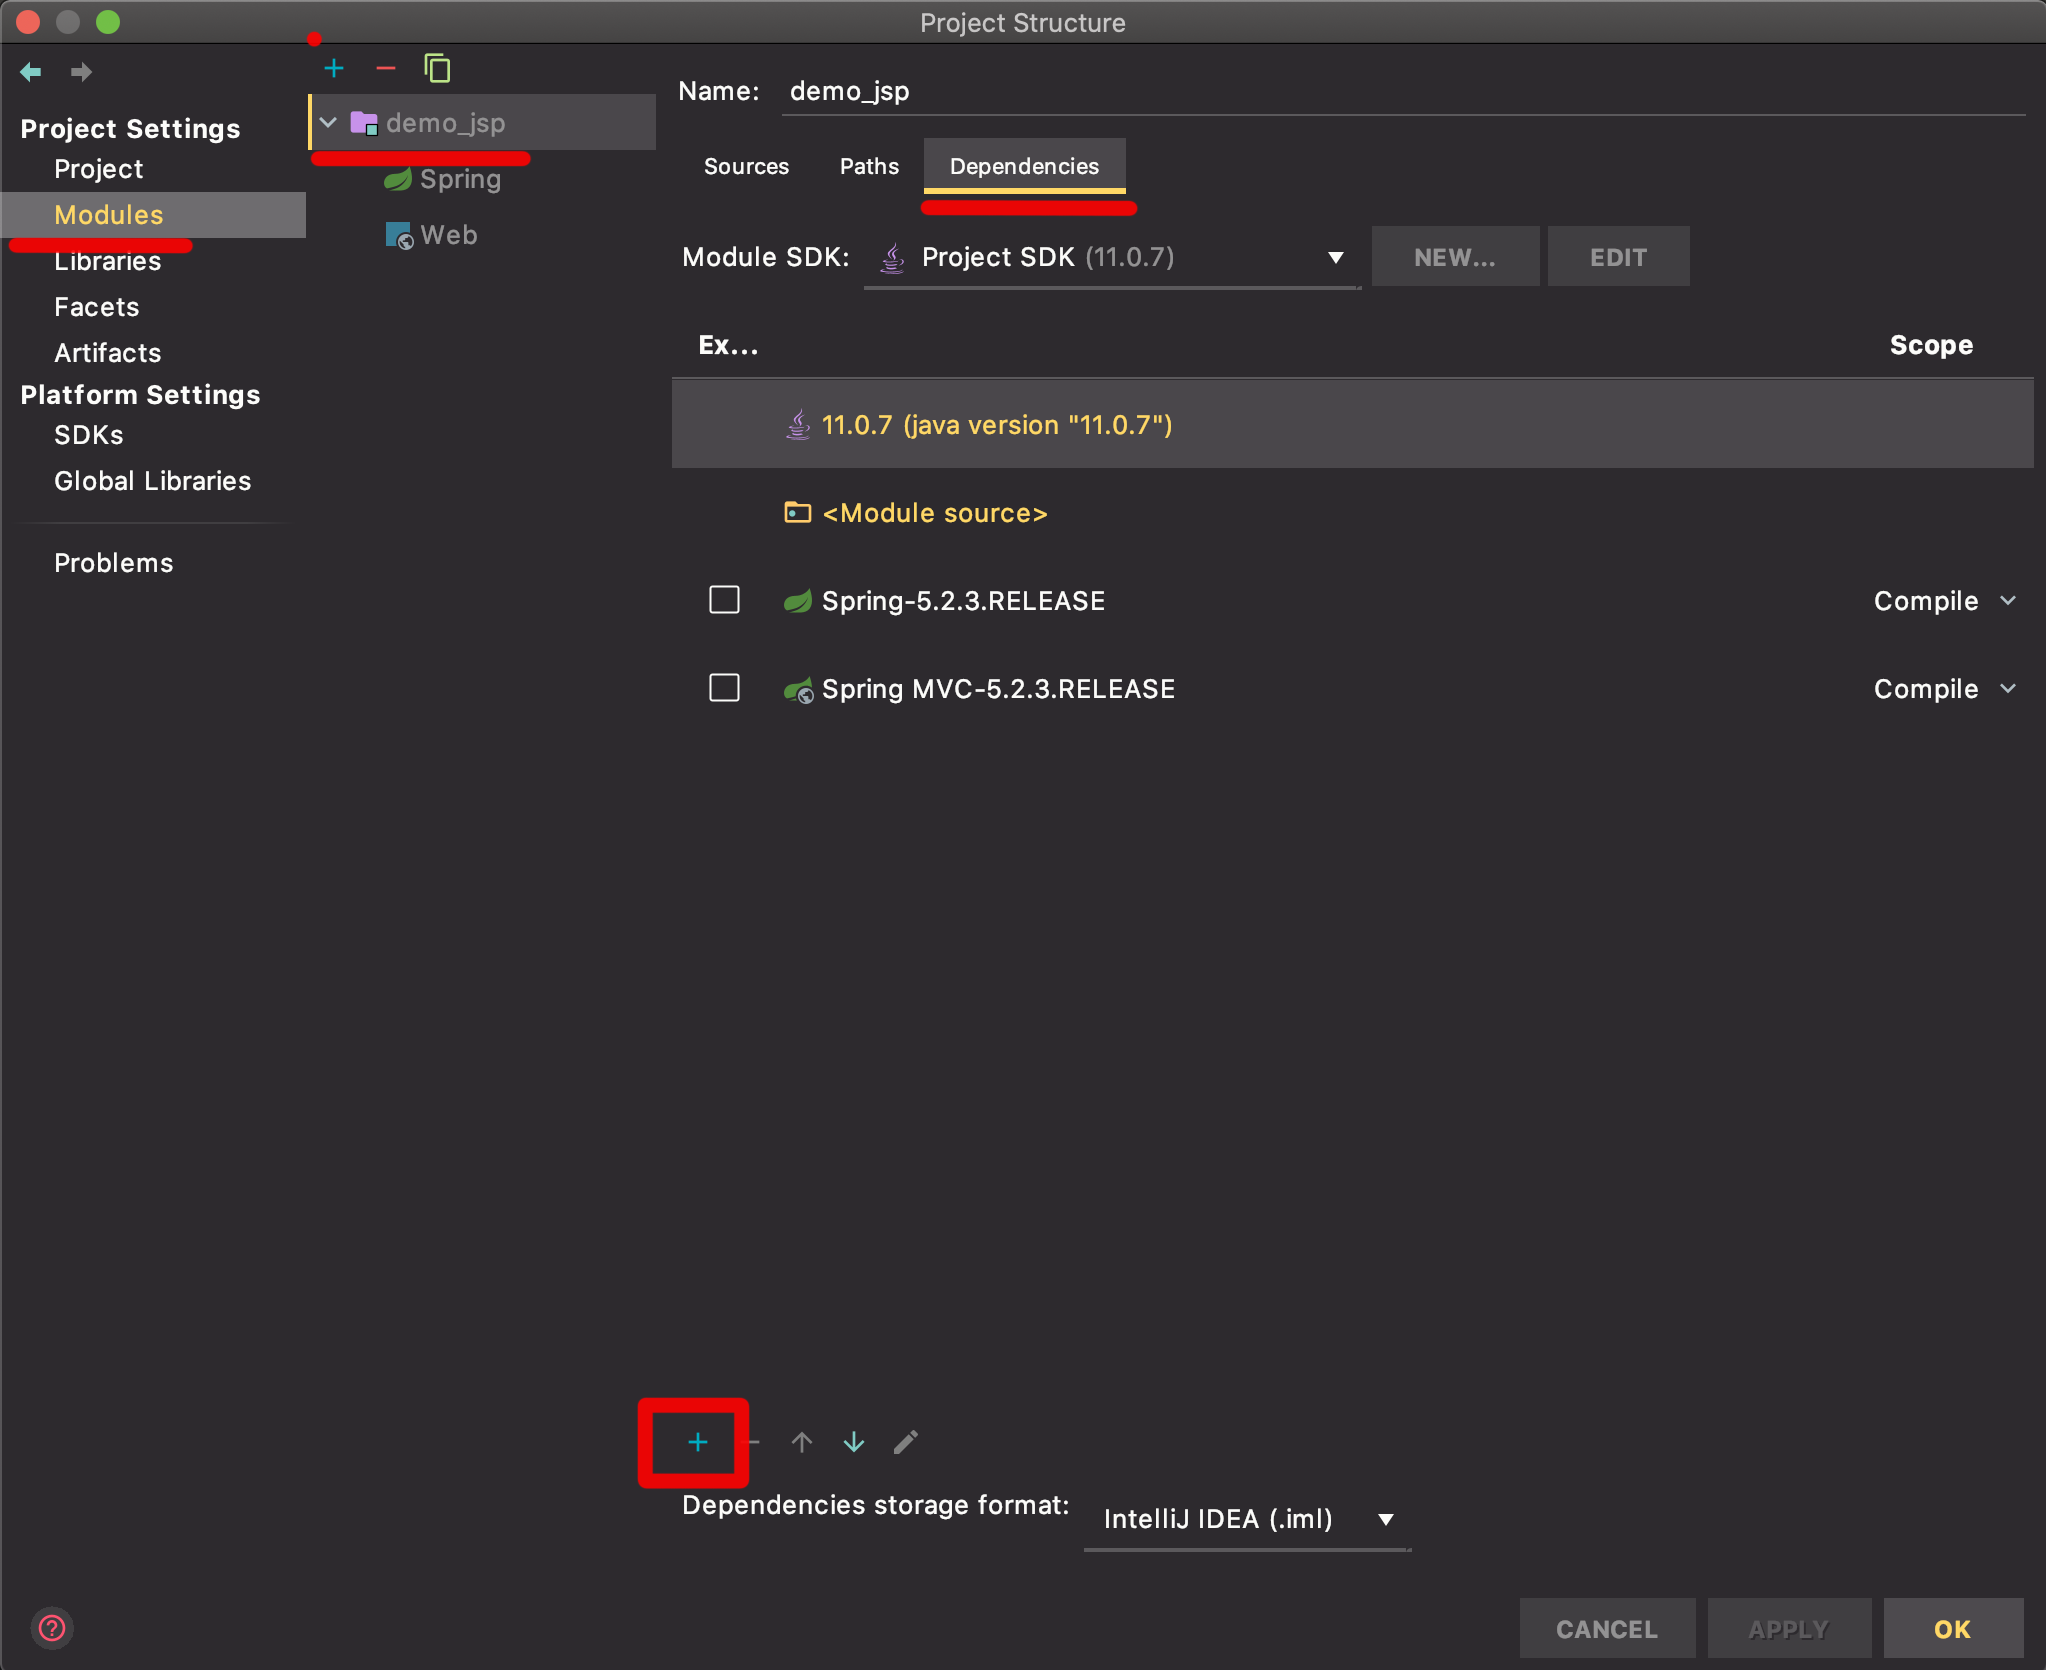 Project Structure
Project Settings
Project
Modules
Libraries
Facets
Artifacts
Platform Settings
SDKs
Global Libraries
Problems
demo_jsp
Spring
Web
Name: demo_jsp
Sources Paths Dependencies
Module SDK: Project SDK (11.0.7) NEW... EDIT
Ex... Scope
11.0.7 (java version "11.0.7")
<Module source>
Spring-5.2.3.RELEASE Compile
Spring MVC-5.2.3.RELEASE Compile
Dependencies storage format: IntelliJ IDEA (.iml)
? CANCEL APPLY OK